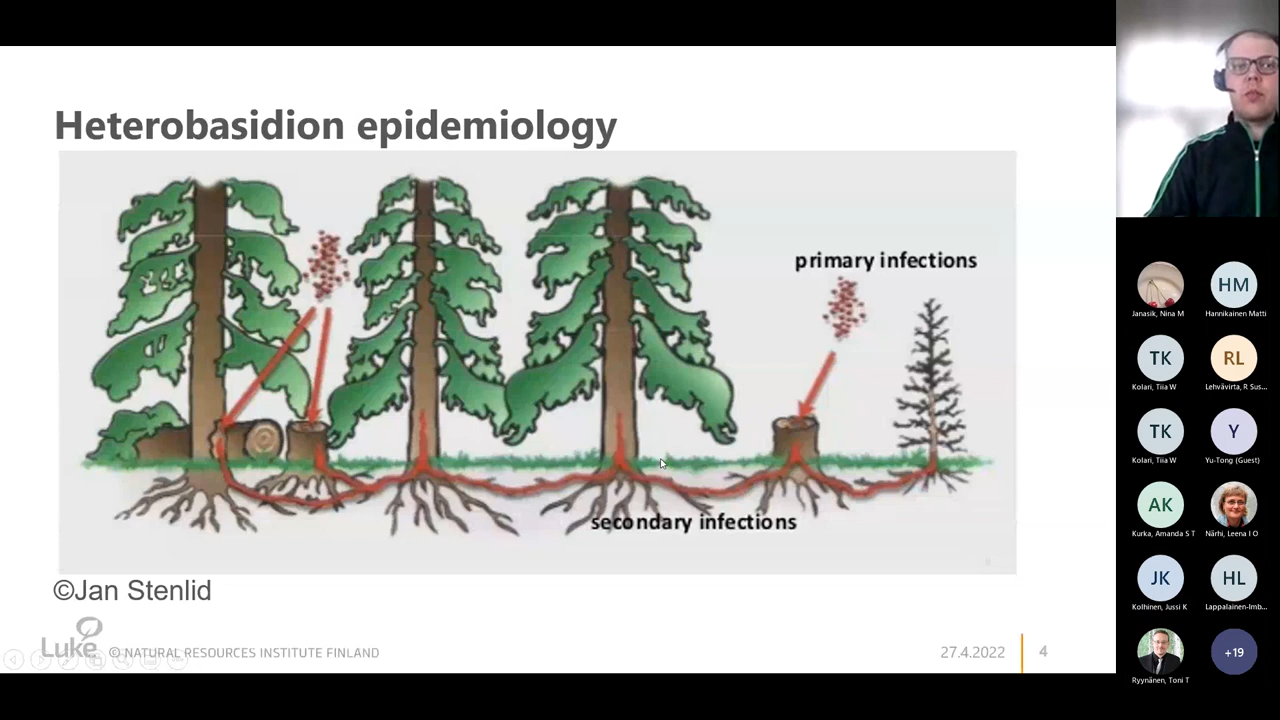 Heterobasidion epidemiology
primary infections
secondary infections
©Jan Stenlid
Luke
© NATURAL RESOURCES INSTITUTE FINLAND
27.4.2022
4
Janasik, Nina M
HM
Hannikainen Matti
TK
Kolari, Tiia W
RL
Lehvävirta, R Sus...
TK
Kolari, Tiia W
Y
Yu-Tong (Guest)
AK
Kurka, Amanda S T
Närhi, Leena I O
JK
Kolhinen, Jussi K
HL
Lappalainen-Imb...
Ryynänen, Toni T
+19